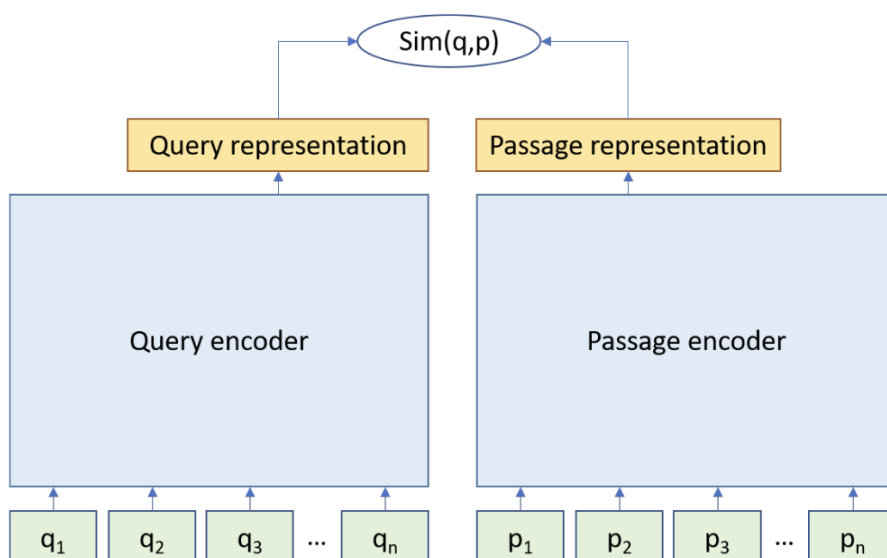 Sim(q,p)
Query representation
Passage representation
Query encoder
Passage encoder
q₁ q₂ q₃ ... qₙ p₁ p₂ p₃ ... pₙ